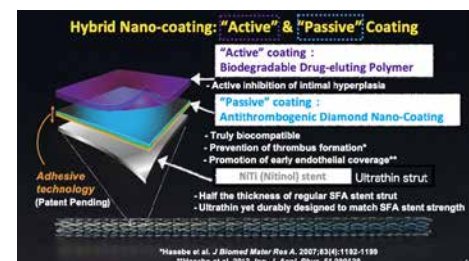 Hybrid Nano-coating: "Active" & "Passive" Coating
"Active" coating :
Biodegradable Drug-eluting Polymer
- Active inhibition of intimal hyperplasia
"Passive" coating :
Antithrombogenic Diamond Nano-Coating
- Truly biocompatible
- Prevention of thrombus formation*
- Promotion of early endothelial coverage**
Adhesive
technology
(Patent Pending)
NiTi (Nitinol) stent
Ultrathin strut
- Half the thickness of regular SFA stent strut
- Ultrathin yet durably designed to match SFA stent strength
*Hasebe et al. J Biomed Mater Res A. 2007;83(4):1192-1199